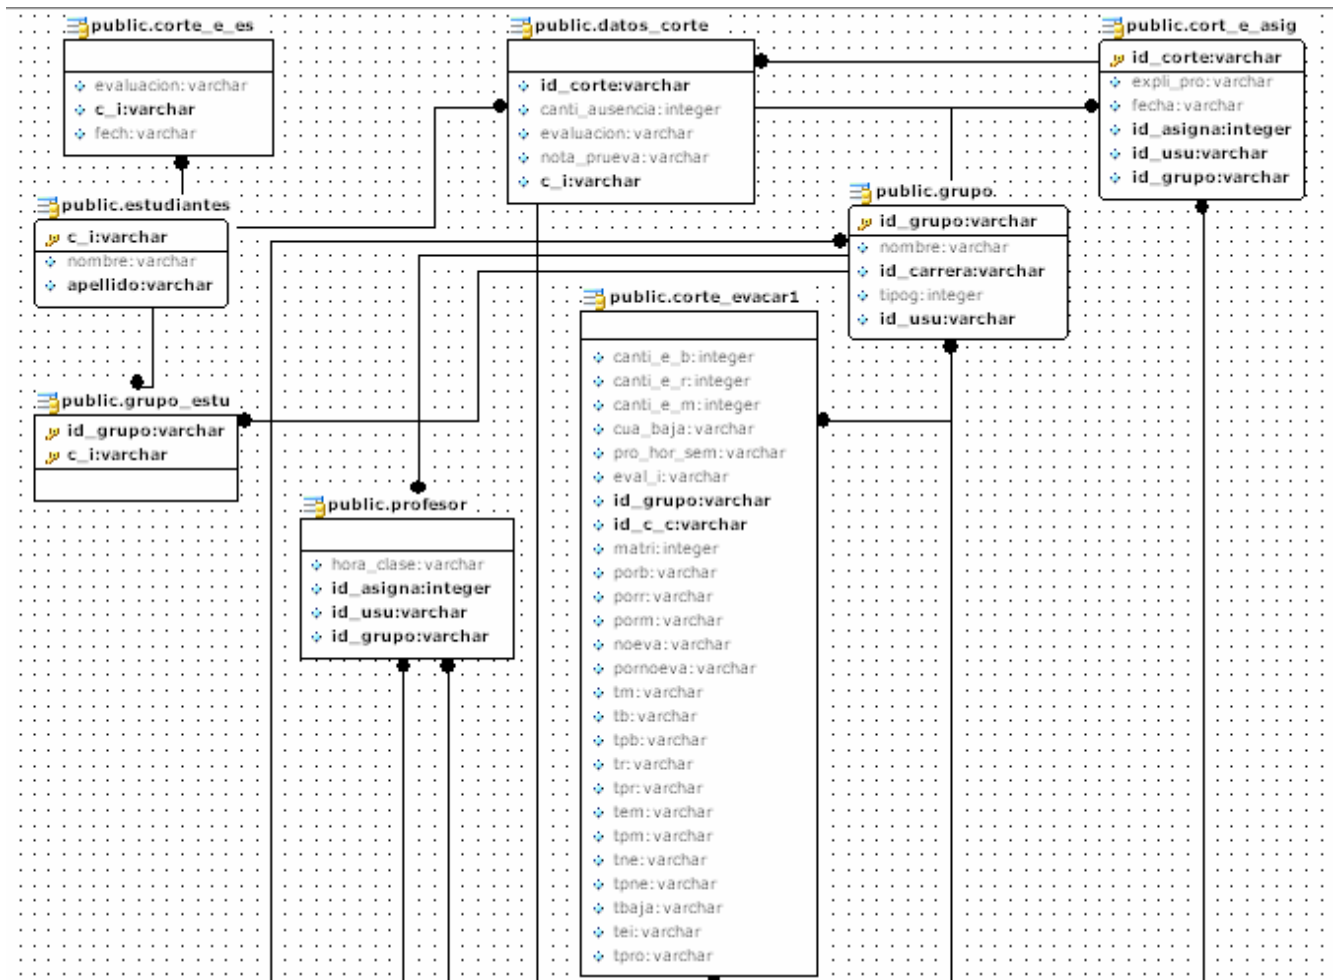 public.corte_e_es
evaluacion:varchar
c_i:varchar
fech:varchar
public.datos_corte
id_corte:varchar
canti_ausencia:integer
evaluacion:varchar
nota_prueva:varchar
c_i:varchar
public.cort_e_asig
id_corte:varchar
expli_pro:varchar
fecha:varchar
id_asigna:integer
id_usu:varchar
id_grupo:varchar
public.estudiantes
c_i:varchar
nombre:varchar
apellido:varchar
public.grupo
id_grupo:varchar
nombre:varchar
id_carrera:varchar
tipog:integer
id_usu:varchar
public.grupo_estu
id_grupo:varchar
c_i:varchar
public.corte_evacar1
canti_e_b:integer
canti_e_r:integer
canti_e_m:integer
cua_baja:varchar
pro_hor_sem:varchar
eval_i:varchar
id_grupo:varchar
id_c_c:varchar
matri:integer
porb:varchar
porr:varchar
porm:varchar
noeva:varchar
pornoeva:varchar
tm:varchar
tb:varchar
tpb:varchar
tr:varchar
tpr:varchar
tem:varchar
tpm:varchar
tne:varchar
tpne:varchar
tbaja:varchar
tei:varchar
tpro:varchar
public.profesor
hora_clase:varchar
id_asigna:integer
id_usu:varchar
id_grupo:varchar